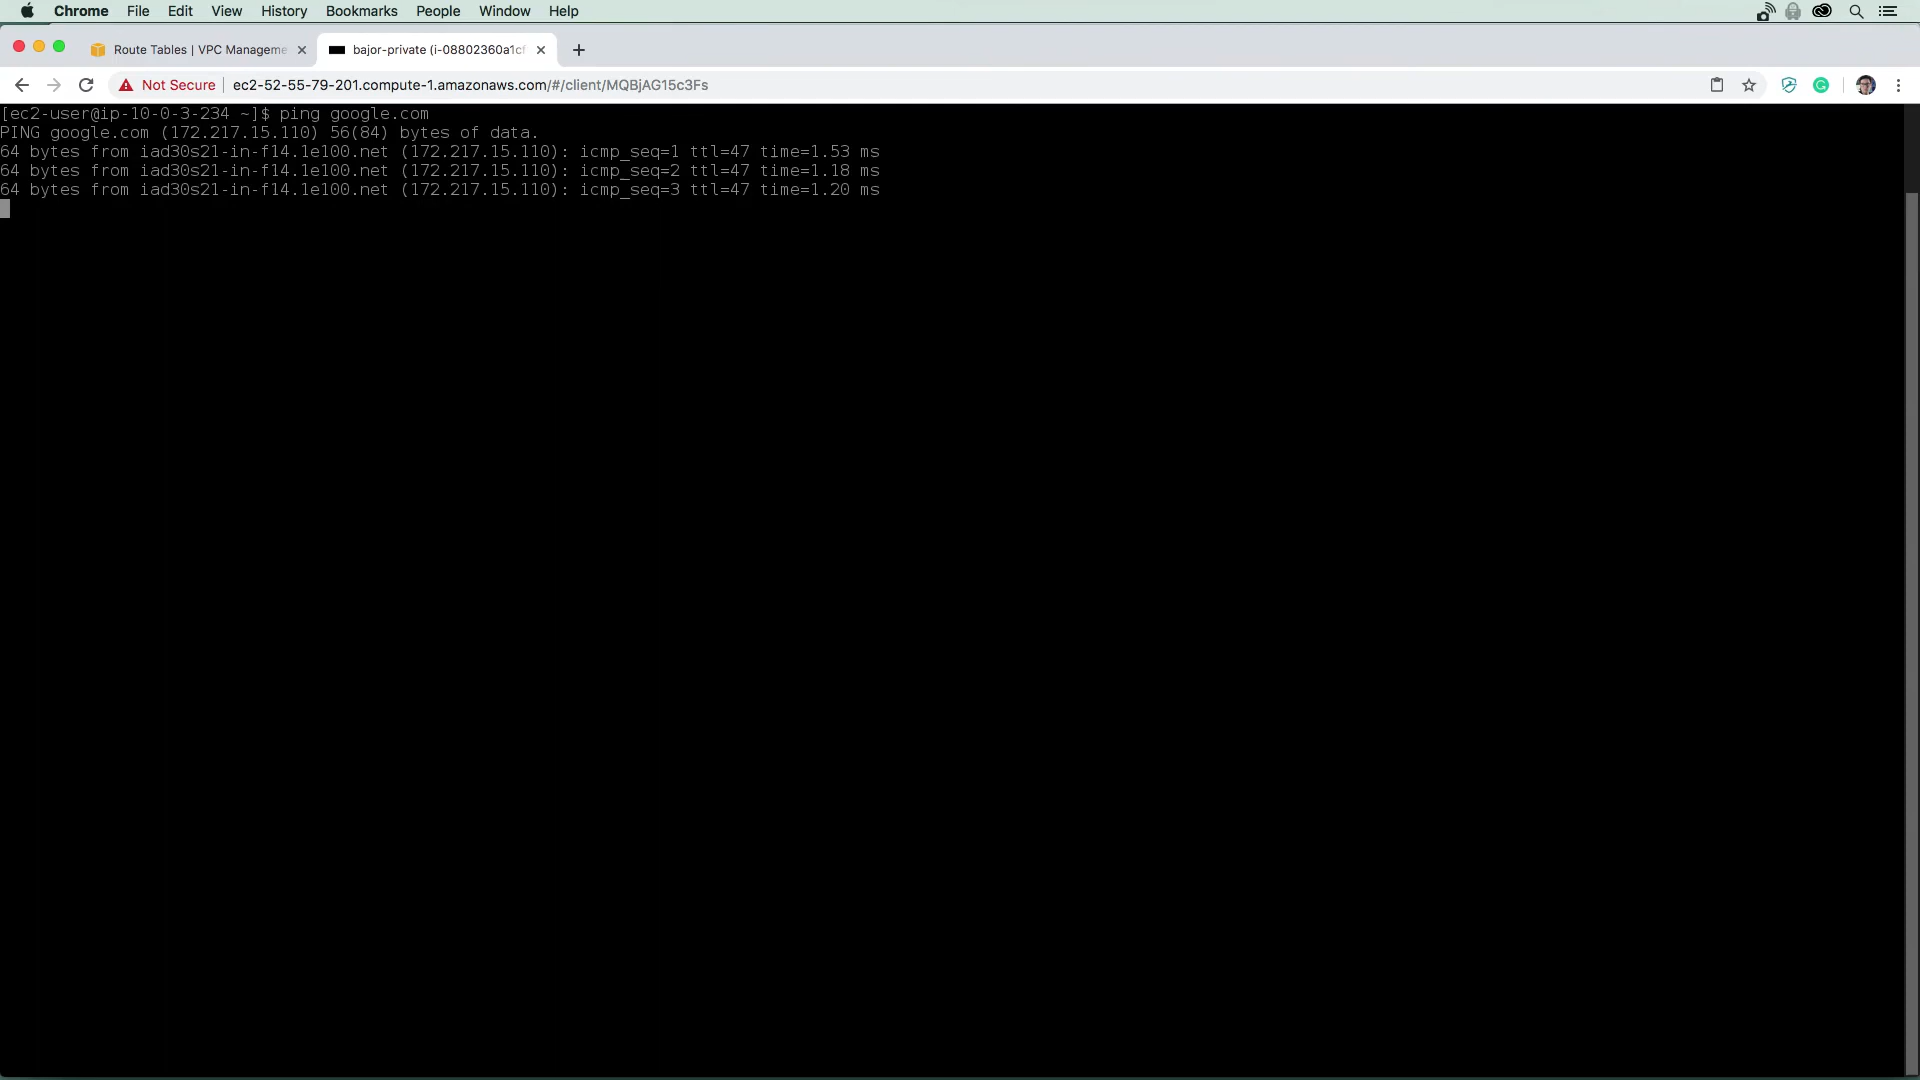 Chrome File Edit View History Bookmarks People Window Help
Route Tables | VPC Manageme
bajor-private (i-08802360a1cf
Not Secure ec2-52-55-79-201.compute-1.amazonaws.com/#/client/MQBjAG15c3Fs
[ec2-user@ip-10-0-3-234 ~]$ ping google.com
PING google.com (172.217.15.110) 56(84) bytes of data.
64 bytes from iad30s21-in-f14.1e100.net (172.217.15.110): icmp_seq=1 ttl=47 time=1.53 ms
64 bytes from iad30s21-in-f14.1e100.net (172.217.15.110): icmp_seq=2 ttl=47 time=1.18 ms
64 bytes from iad30s21-in-f14.1e100.net (172.217.15.110): icmp_seq=3 ttl=47 time=1.20 ms